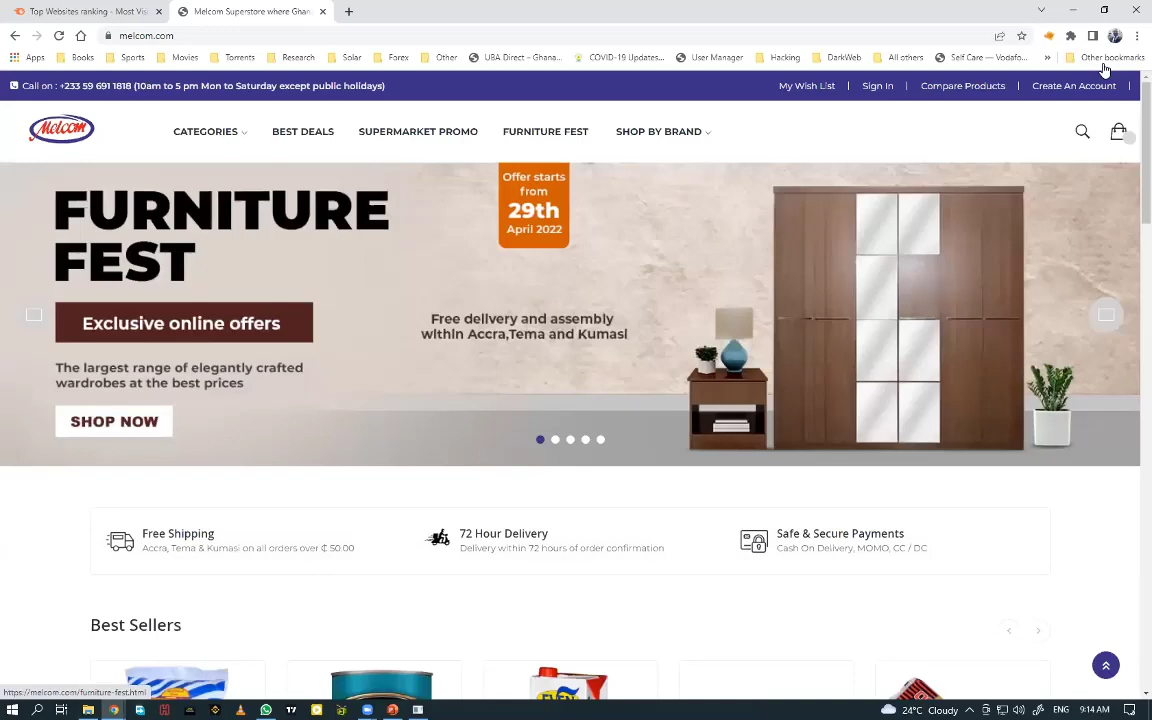 Top Websites ranking - Most Vis
Melcom Superstore where Ghan
melcom.com
Apps
Books
Sports
Movies
Torrents
Research
Solar
Forex
Other
UBA Direct – Ghana...
COVID-19 Updates...
User Manager
Hacking
DarkWeb
All others
Self Care — Vodafo...
»
Other bookmarks
Call on : +233 59 691 1818 (10am to 5 pm Mon to Saturday except public holidays)
My Wish List | Sign In | Compare Products | Create An Account |
Melcom
CATEGORIES
BEST DEALS
SUPERMARKET PROMO
FURNITURE FEST
SHOP BY BRAND
FURNITURE
FEST
Exclusive online offers
The largest range of elegantly crafted
wardrobes at the best prices
SHOP NOW
Offer starts
from
29th
April 2022
Free delivery and assembly
within Accra,Tema and Kumasi
Free Shipping
Accra, Tema & Kumasi on all orders over ₵ 50.00
72 Hour Delivery
Delivery within 72 hours of order confirmation
Safe & Secure Payments
Cash On Delivery, MOMO, CC / DC
Best Sellers
https://melcom.com/furniture-fest.html
24°C Cloudy
ENG
9:14 AM